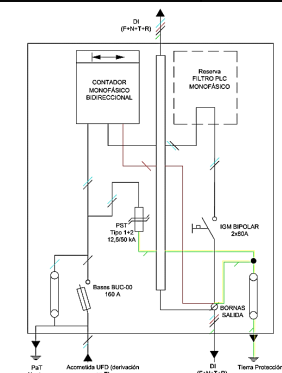 DI
(F+N+T+R)
CONTADOR
MONOFÁSICO
BIDIRECCIONAL
Reserva
FILTRO PLC
MONOFÁSICO
PST
Tipo 1+2
12,5/50 kA
IGM BIPOLAR
2x80A
Bases BUC-00
160 A
BORNAS
SALIDA
PaT
Acometida UFD (derivación
DI
(F+N+T+R)
Tierra Protección